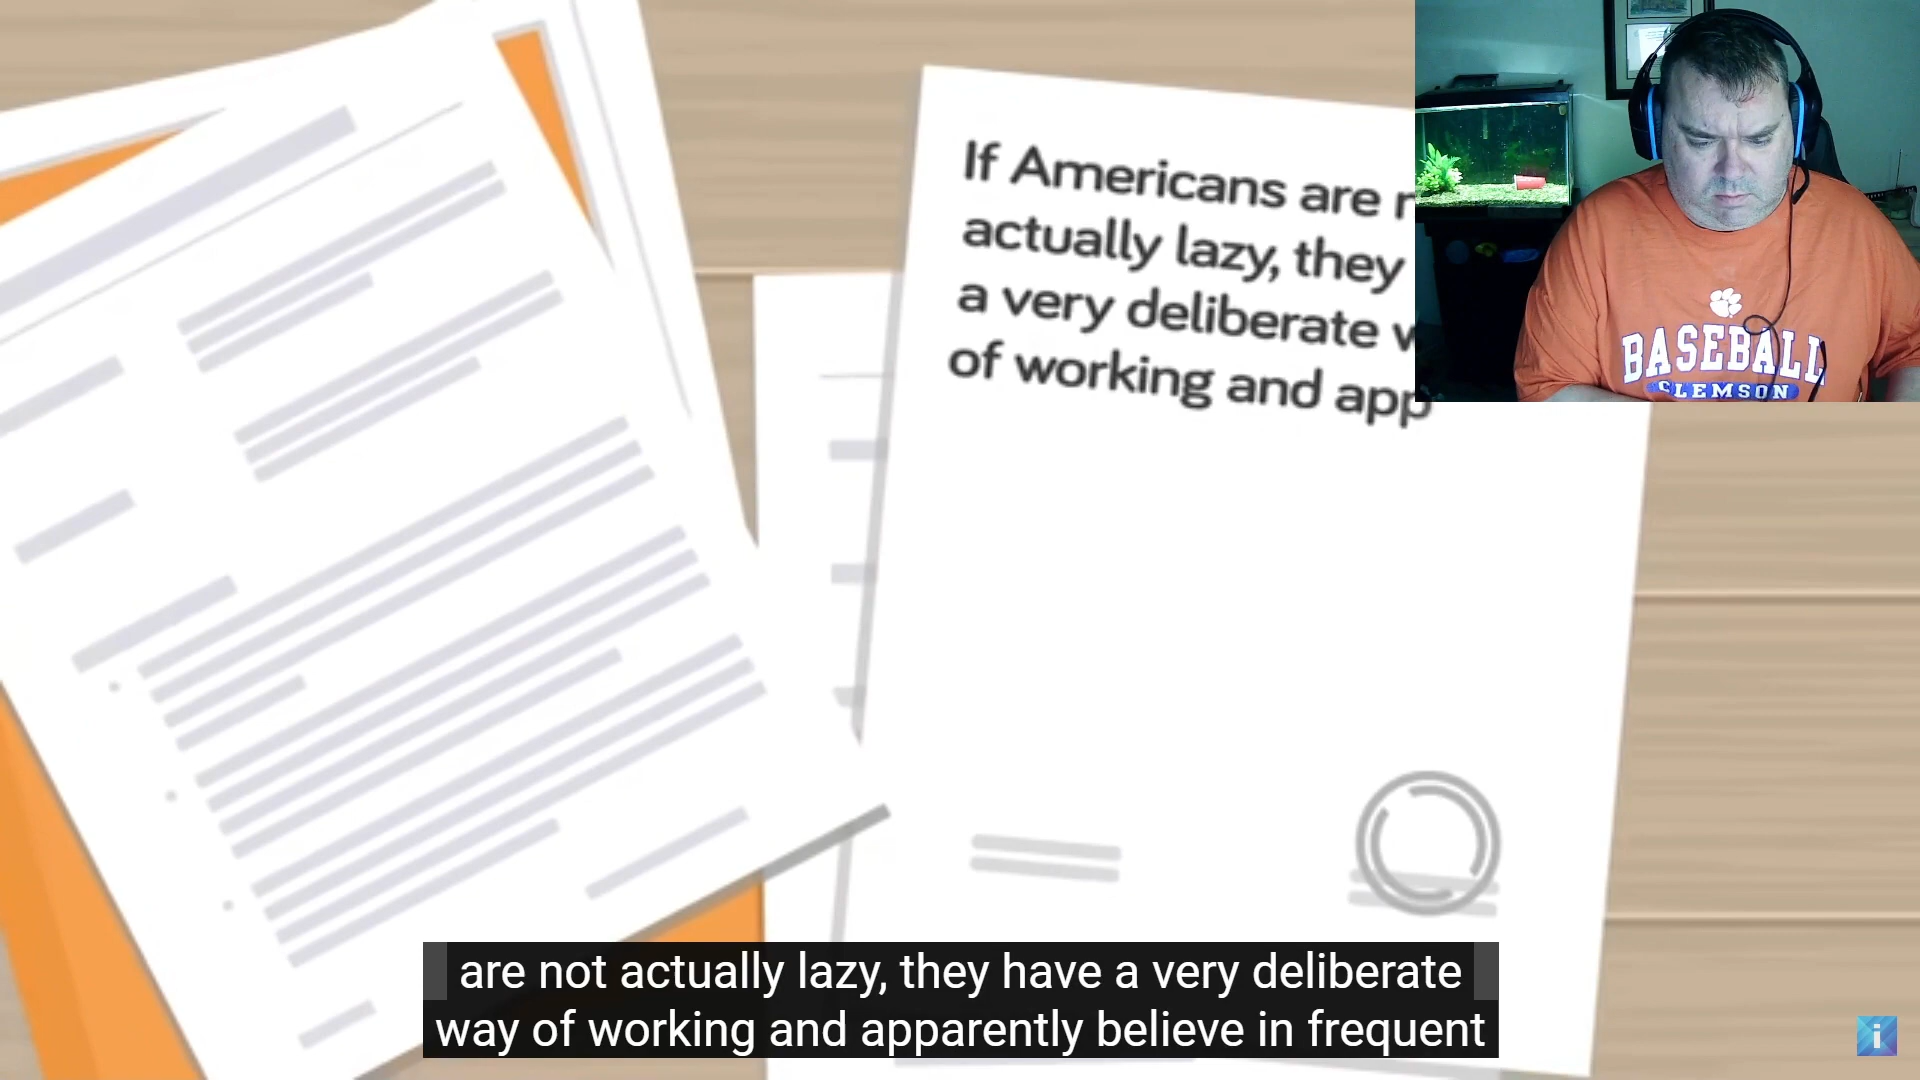 If Americans are
actually lazy, they
a very deliberate
of working and app
BASEBALL
CLEMSON
are not actually lazy, they have a very deliberate
way of working and apparently believe in frequent
i